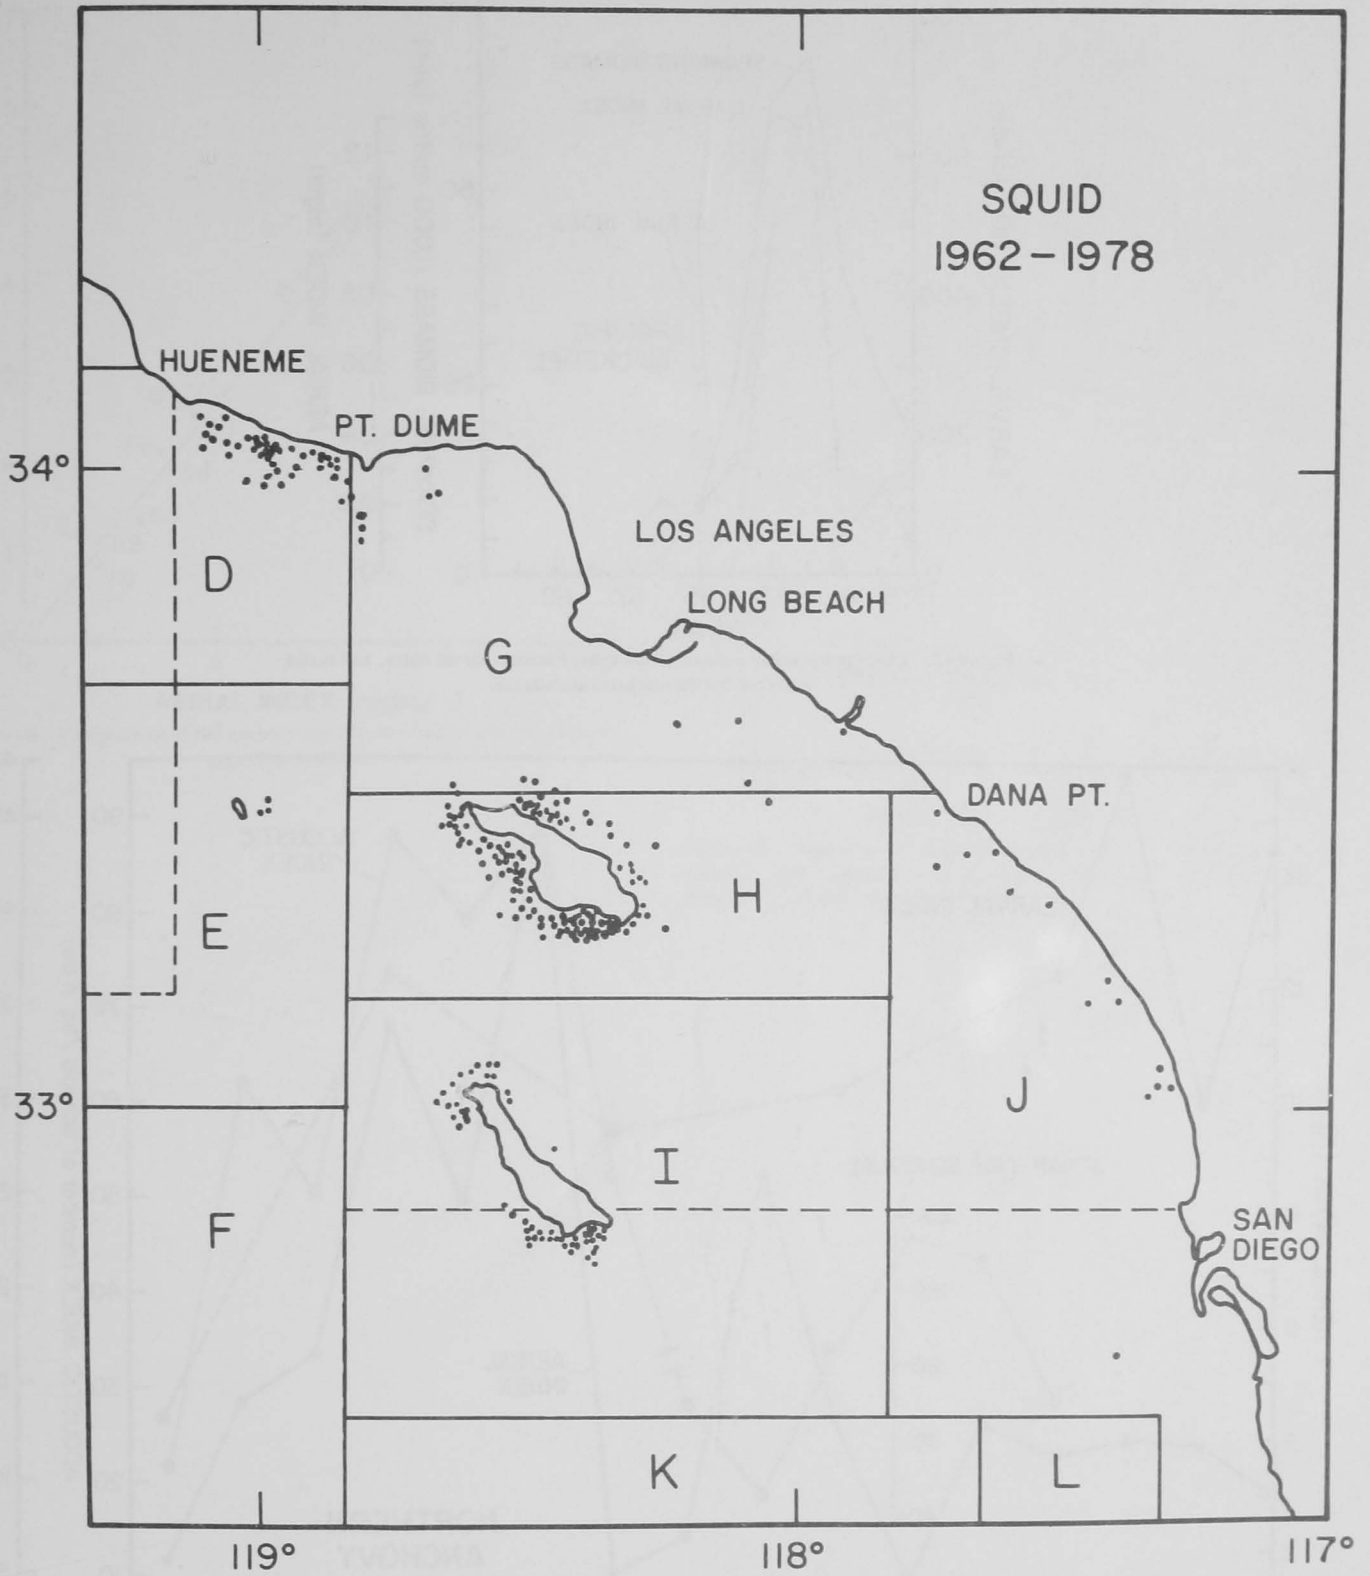 SQUID
1962-1978
HUENEME
PT. DUME
34°
LOS ANGELES
D
LONG BEACH
G
DANA PT.
H
E
33°
J
I
F
SAN
DIEGO
K
L
119°
118°
117°